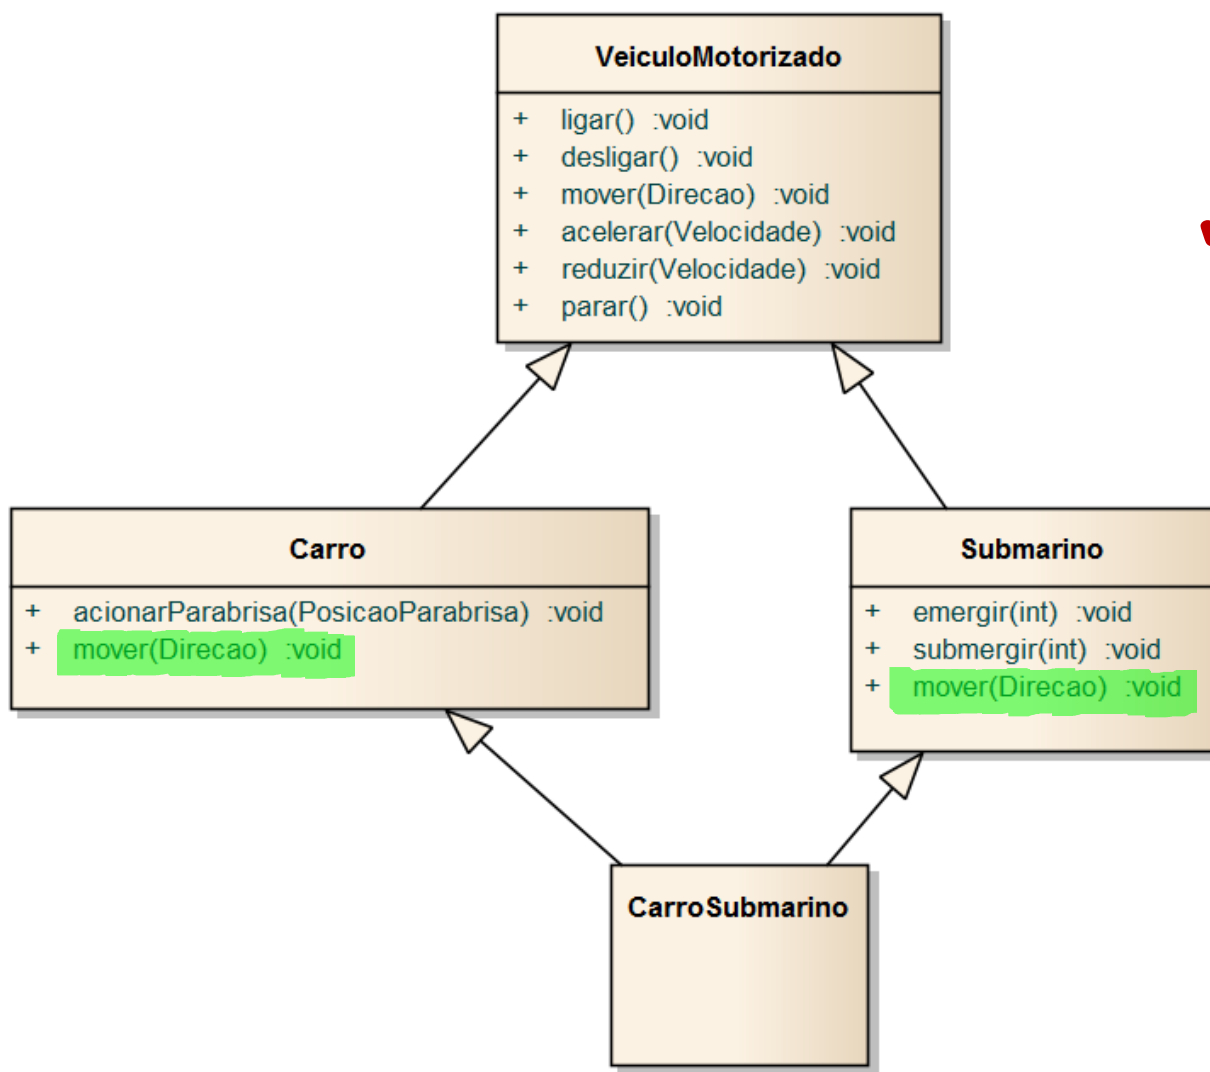 VeiculoMotorizado
+ ligar() :void
+ desligar() :void
+ mover(Direcao) :void
+ acelerar(Velocidade) :void
+ reduzir(Velocidade) :void
+ parar() :void
Carro
+ acionarParabrisa(PosicaoParabrisa) :void
+ mover(Direcao) :void
Submarino
+ emergir(int) :void
+ submergir(int) :void
+ mover(Direcao) :void
CarroSubmarino